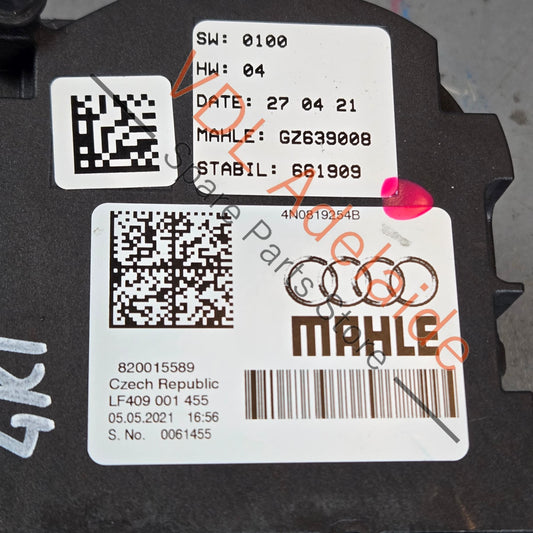 SW: 0100
HW: 04
DATE: 27 04 21
MAHLE: GZ639008
STABIL: 661909
4N0819254B
MAHLE
820015589
Czech Republic
LF409 001 455
05.05.2021 16:56
S. No. 0061455
4K1
VDL Adelaide
Spare Parts Store